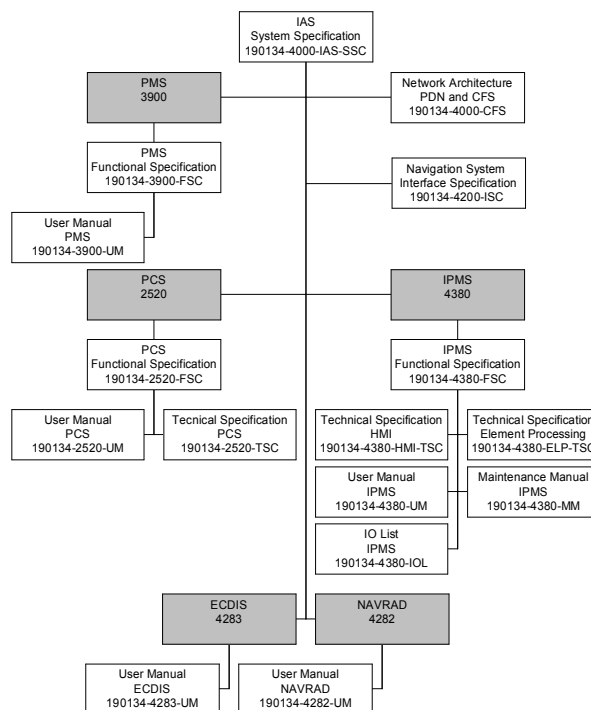 IAS
System Specification
190134-4000-IAS-SSC
PMS
3900
Network Architecture
PDN and CFS
190134-4000-CFS
PMS
Functional Specification
190134-3900-FSC
Navigation System
Interface Specification
190134-4200-ISC
User Manual
PMS
190134-3900-UM
PCS
2520
IPMS
4380
PCS
Functional Specification
190134-2520-FSC
IPMS
Functional Specification
190134-4380-FSC
User Manual
PCS
190134-2520-UM
Tecnical Specification
PCS
190134-2520-TSC
Technical Specification
HMI
190134-4380-HMI-TSC
Technical Specification
Element Processing
190134-4380-ELP-TSC
User Manual
IPMS
190134-4380-UM
Maintenance Manual
IPMS
190134-4380-MM
IO List
IPMS
190134-4380-IOL
ECDIS
4283
NAVRAD
4282
User Manual
ECDIS
190134-4283-UM
User Manual
NAVRAD
190134-4282-UM